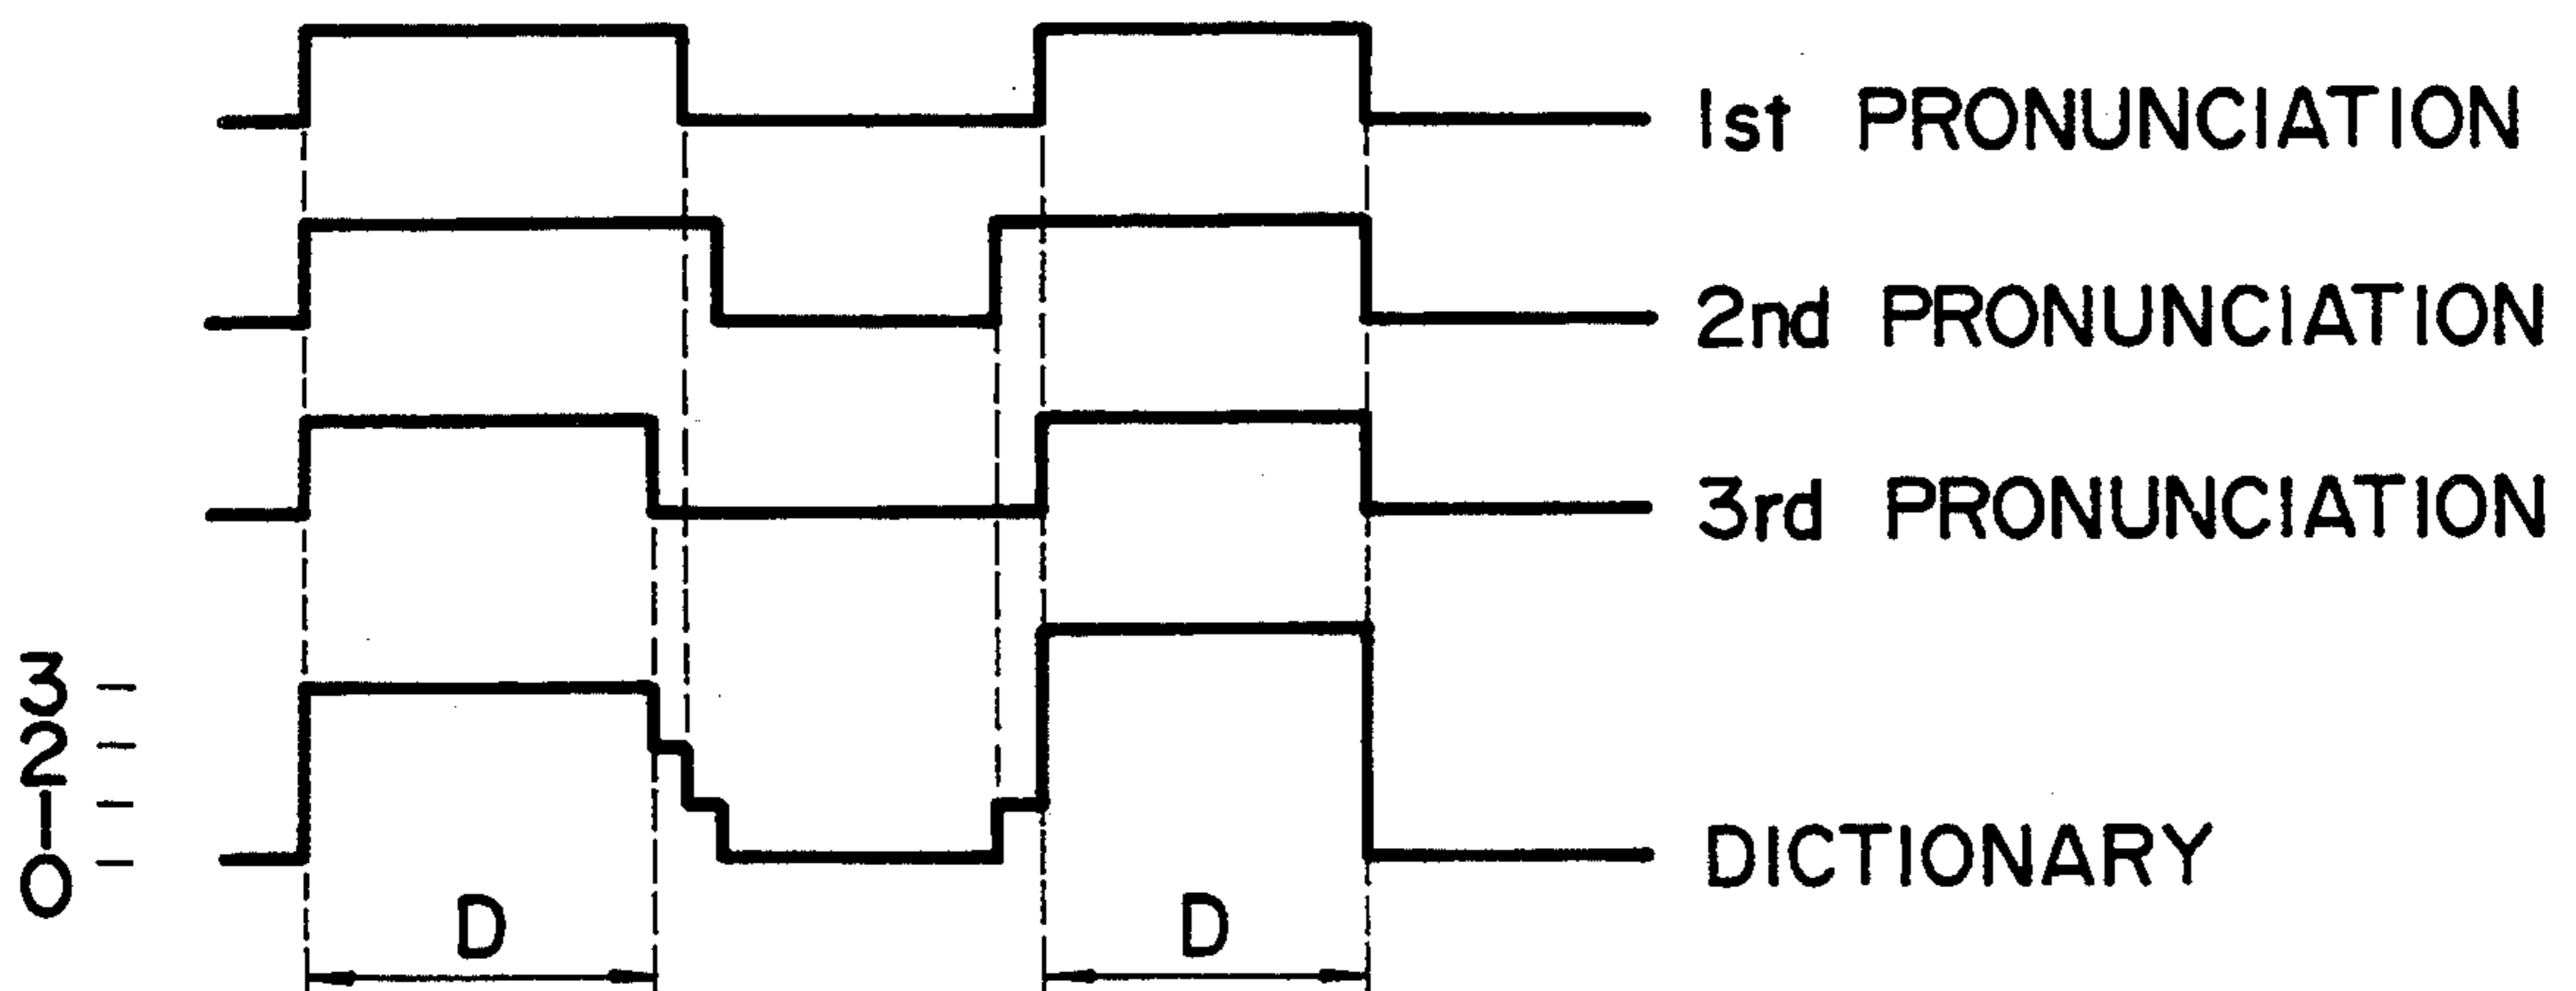 1st PRONUNCIATION
2nd PRONUNCIATION
3rd PRONUNCIATION
3
2
1
0
DICTIONARY
D D